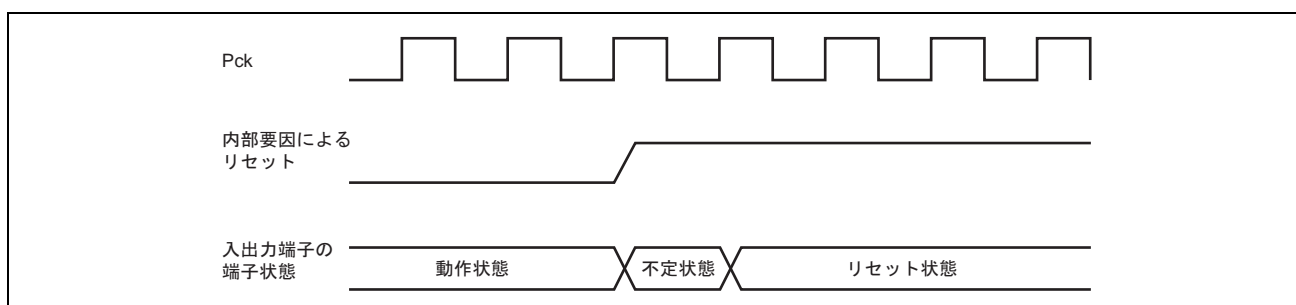 Pck
内部要因による
リセット
入出力端子の
端子状態
動作状態
不定状態
リセット状態